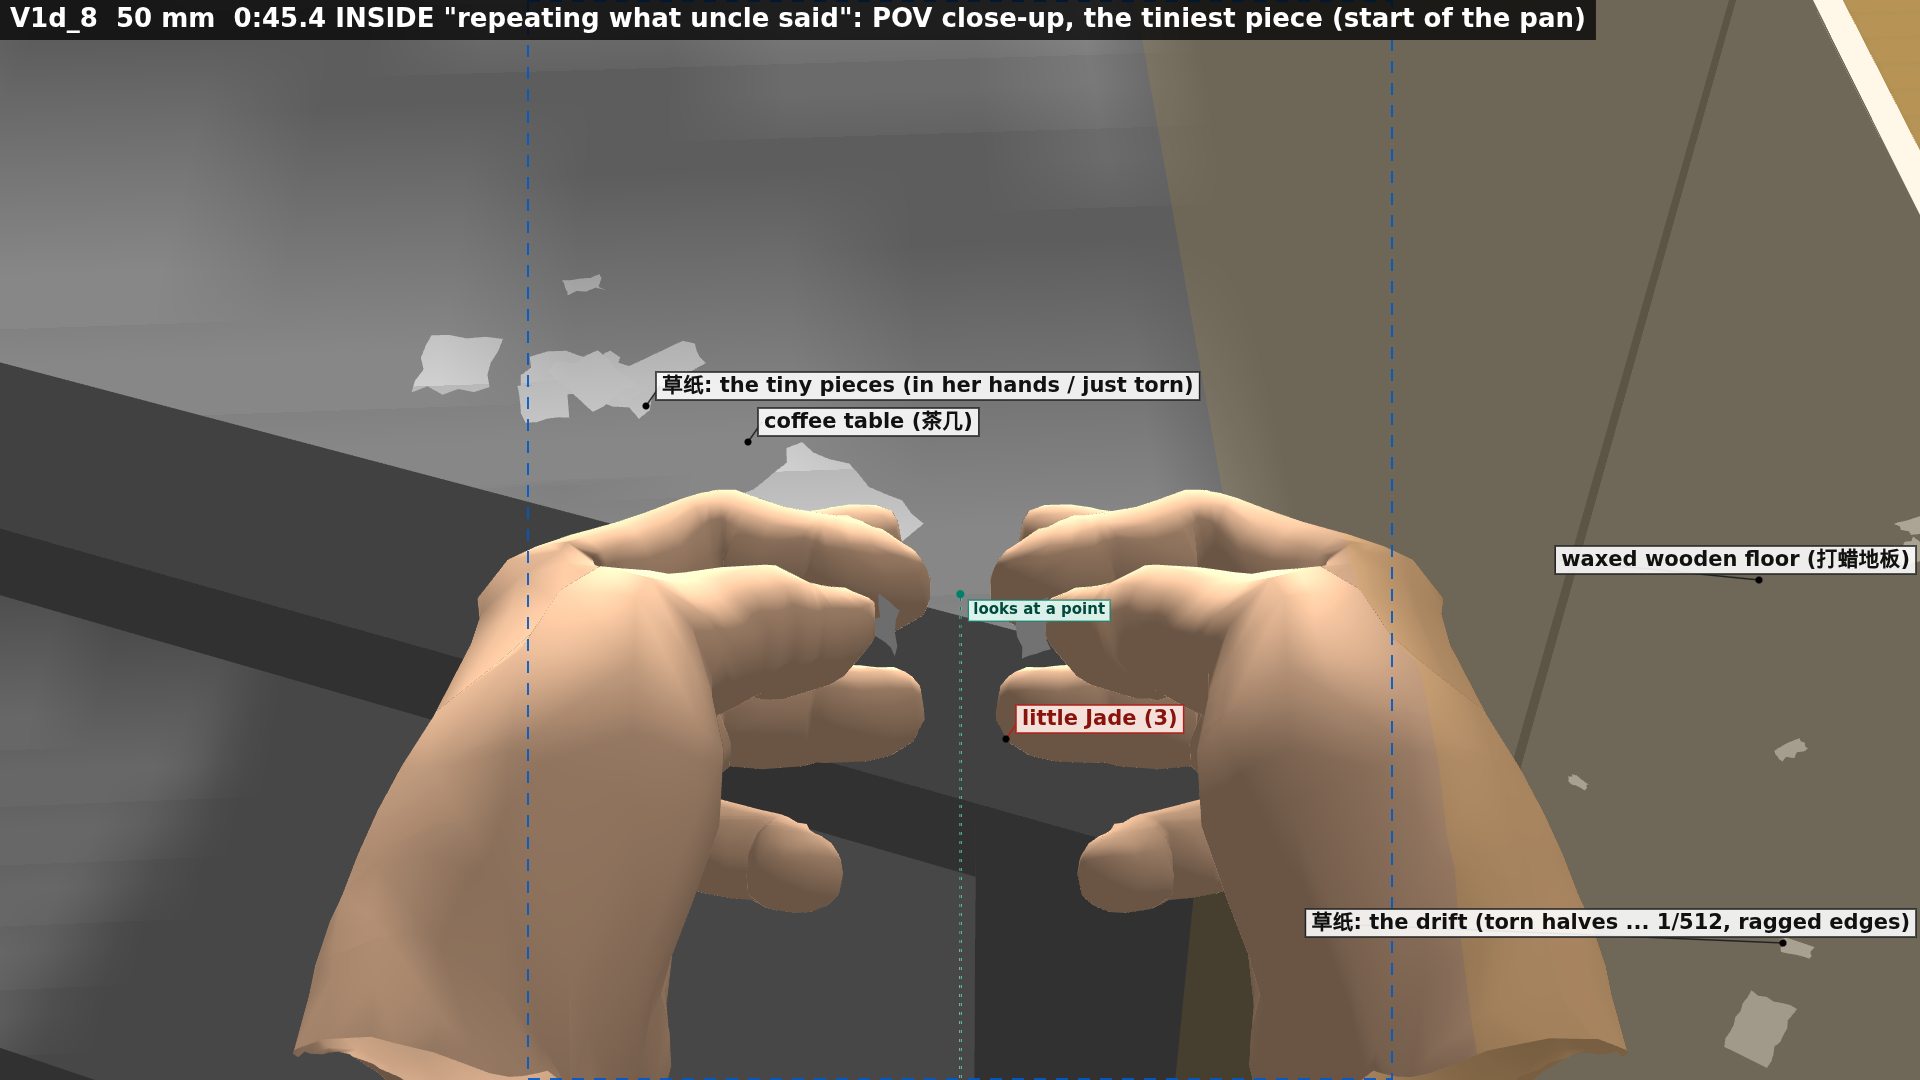 V1d_8 50 mm 0:45.4 INSIDE "repeating what uncle said": POV close-up, the tiniest piece (start of the pan)
草纸: the tiny pieces (in her hands / just torn)
coffee table (茶几)
waxed wooden floor (打蜡地板)
looks at a point
little Jade (3)
草纸: the drift (torn halves ... 1/512, ragged edges)